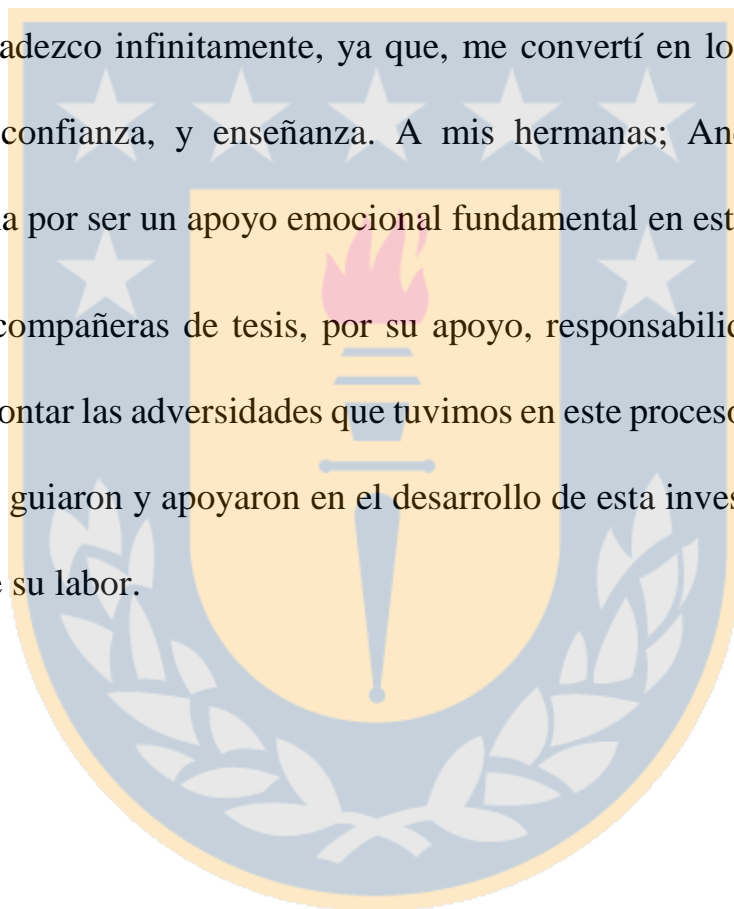 adezco infinitamente, ya que, me convertí en lo
confianza, y enseñanza. A mis hermanas; An
a por ser un apoyo emocional fundamental en est
compañeras de tesis, por su apoyo, responsabilid
ontar las adversidades que tuvimos en este proceso
guiaron y apoyaron en el desarrollo de esta inves
e su labor.